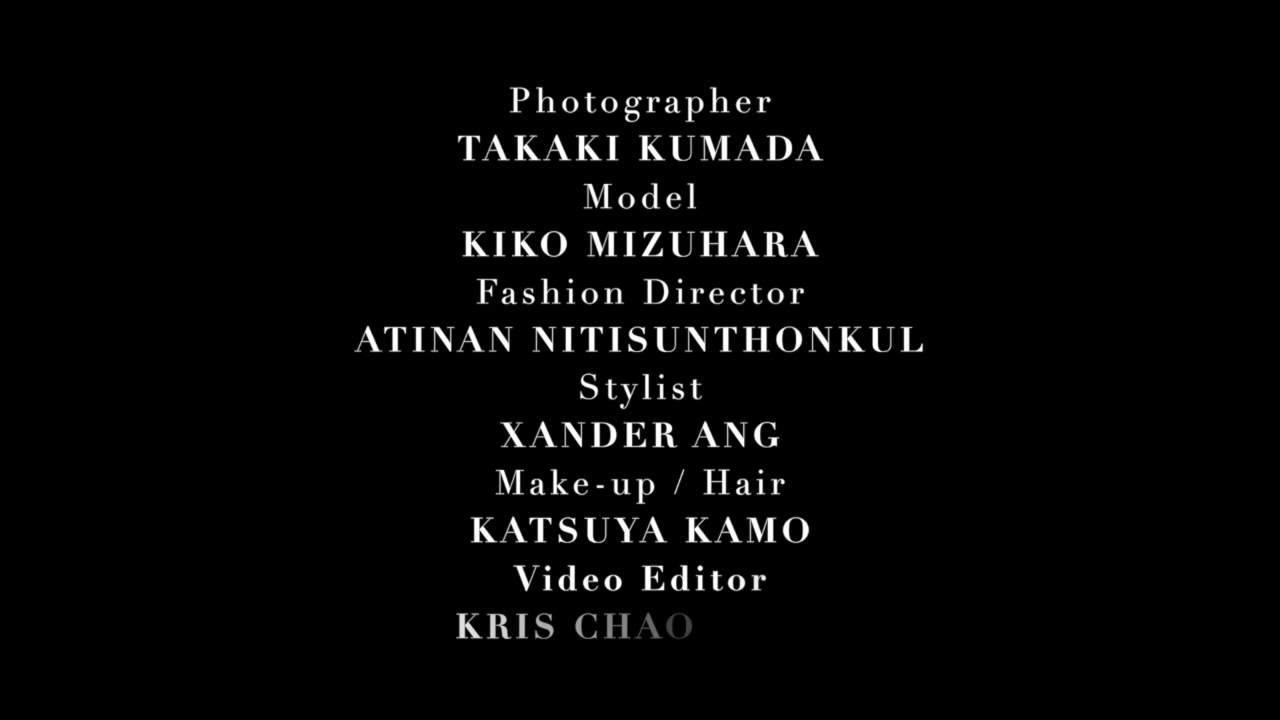 Photographer
TAKAKI KUMADA
Model
KIKO MIZUHARA
Fashion Director
ATINAN NITISUNTHONKUL
Stylist
XANDER ANG
Make-up / Hair
KATSUYA KAMO
Video Editor
KRIS CHAO